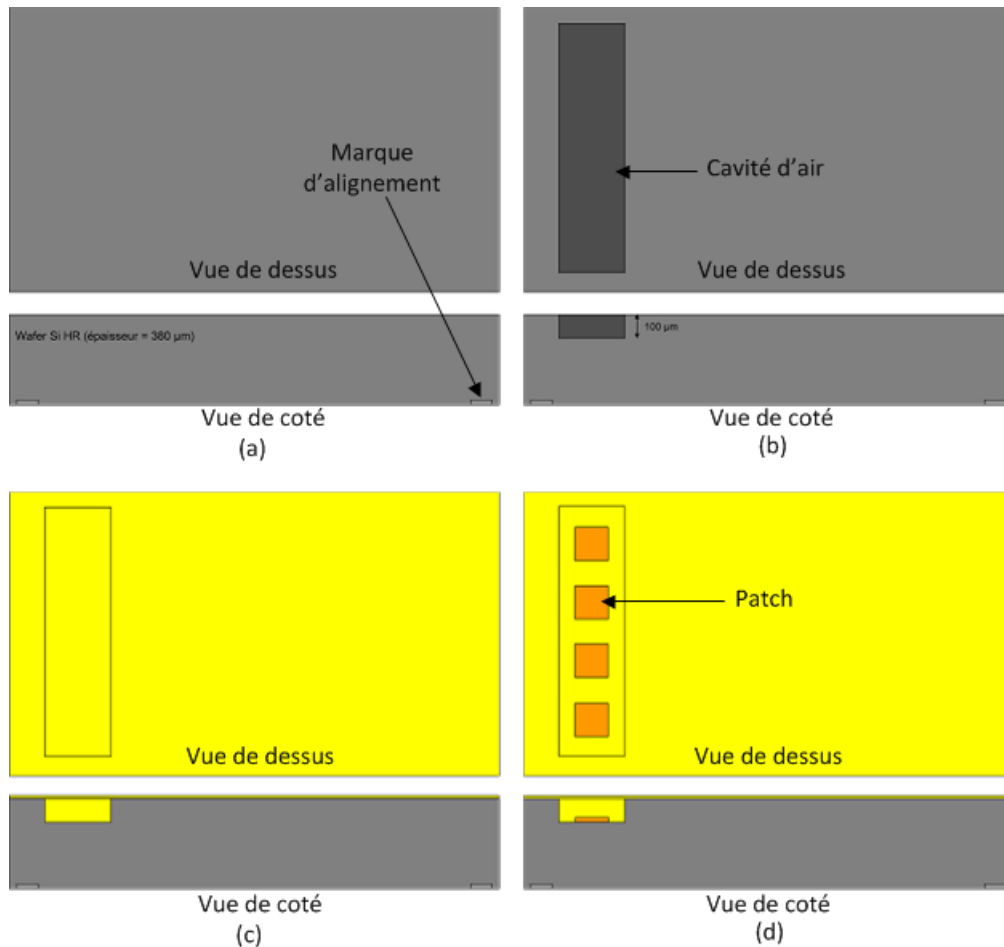 Marque
d'alignement
Vue de dessus
Wafer Si HR (épaisseur = 380 µm)
Vue de coté
(a)
Cavité d'air
Vue de dessus
100 µm
Vue de coté
(b)
Vue de dessus
Vue de coté
(c)
Patch
Vue de dessus
Vue de coté
(d)